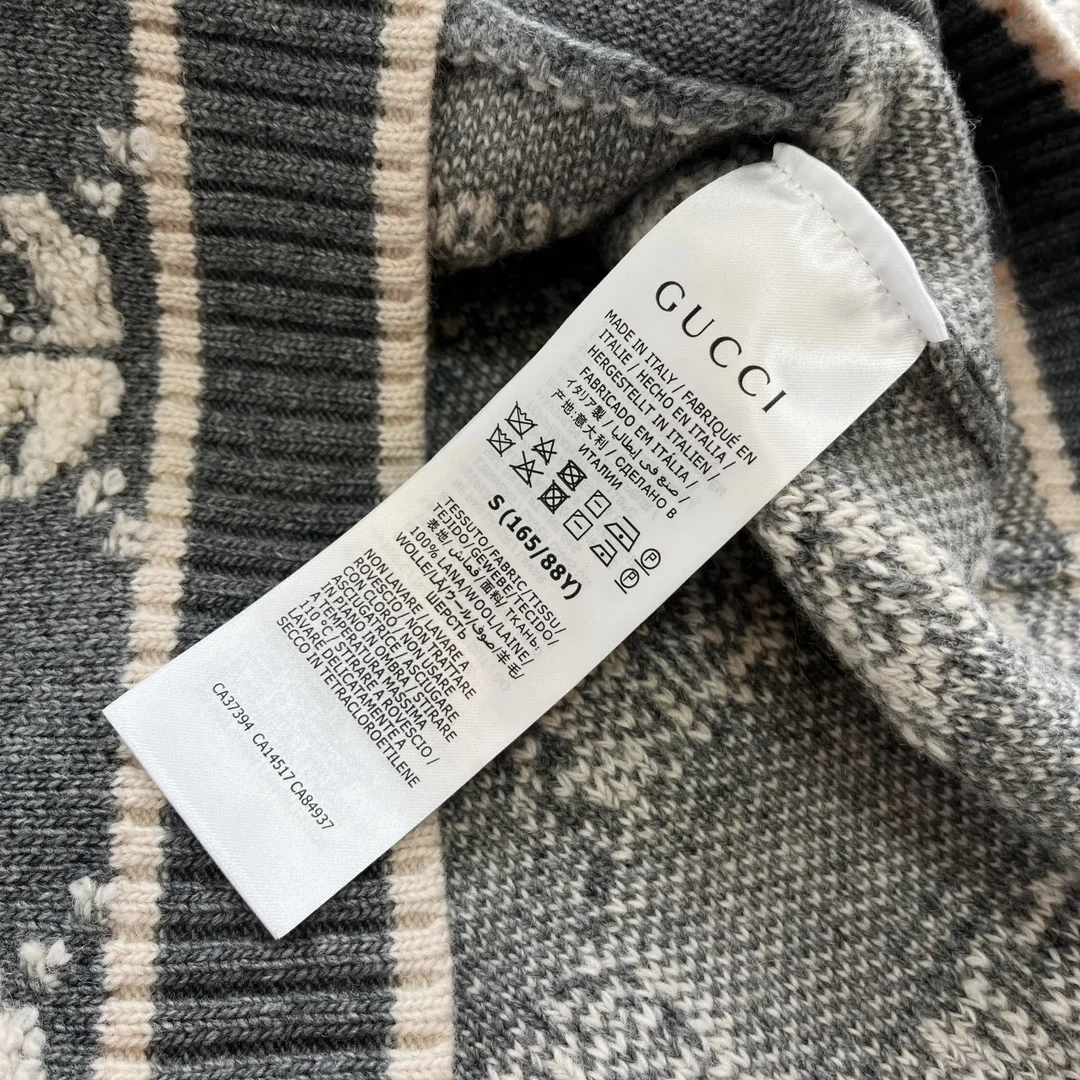 GUCCI
MADE IN ITALY / FABRIQUÉ EN
ITALIE / HECHO EN ITALIA /
HERGESTELLT IN ITALIEN /
FABRICADO EM ITÁLIA /
イタリア製 / صنع في إيطاليا /
产地:意大利 / СДЕЛАНО В
ИТАЛИИ
S (165/88Y)
TESSUTO/FABRIC/TISSU/
TEJIDO/GEWEBE/TECIDO/
表地/قماش/面料/ТКАНЬ:
100% LANA/WOOL/LAINE/
WOLLE/LÃ/ウール/صوف/羊毛/
ШЕРСТЬ
NON LAVARE / LAVARE A
ROVESCIO / NON TRATTARE
CON CLORO / NON USARE
ASCIUGATRICE / ASCIUGARE
IN PIANO IN OMBRA / STIRARE
A TEMPERATURA MASSIMA
110°C / STIRARE A ROVESCIO /
LAVARE DELICATAMENTE A
SECCO IN TETRACLOROETILENE
CA37394 CA14517 CA84937